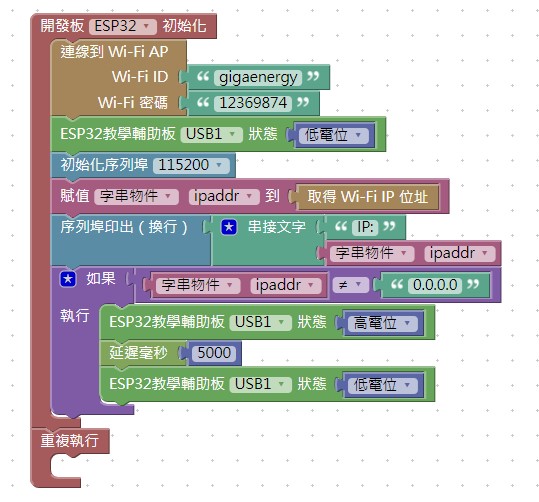 開發板 ESP32 初始化
連線到 Wi-Fi AP
Wi-Fi ID “ gigaenergy ”
Wi-Fi 密碼 “ 12369874 ”
ESP32教學輔助板 USB1 狀態 低電位
初始化序列埠 115200
賦值 字串物件 ipaddr 到 取得 Wi-Fi IP 位址
序列埠印出（換行） 串接文字 “ IP: ”
字串物件 ipaddr
如果 字串物件 ipaddr ≠ “ 0.0.0.0 ”
執行 ESP32教學輔助板 USB1 狀態 高電位
延遲毫秒 5000
ESP32教學輔助板 USB1 狀態 低電位
重複執行